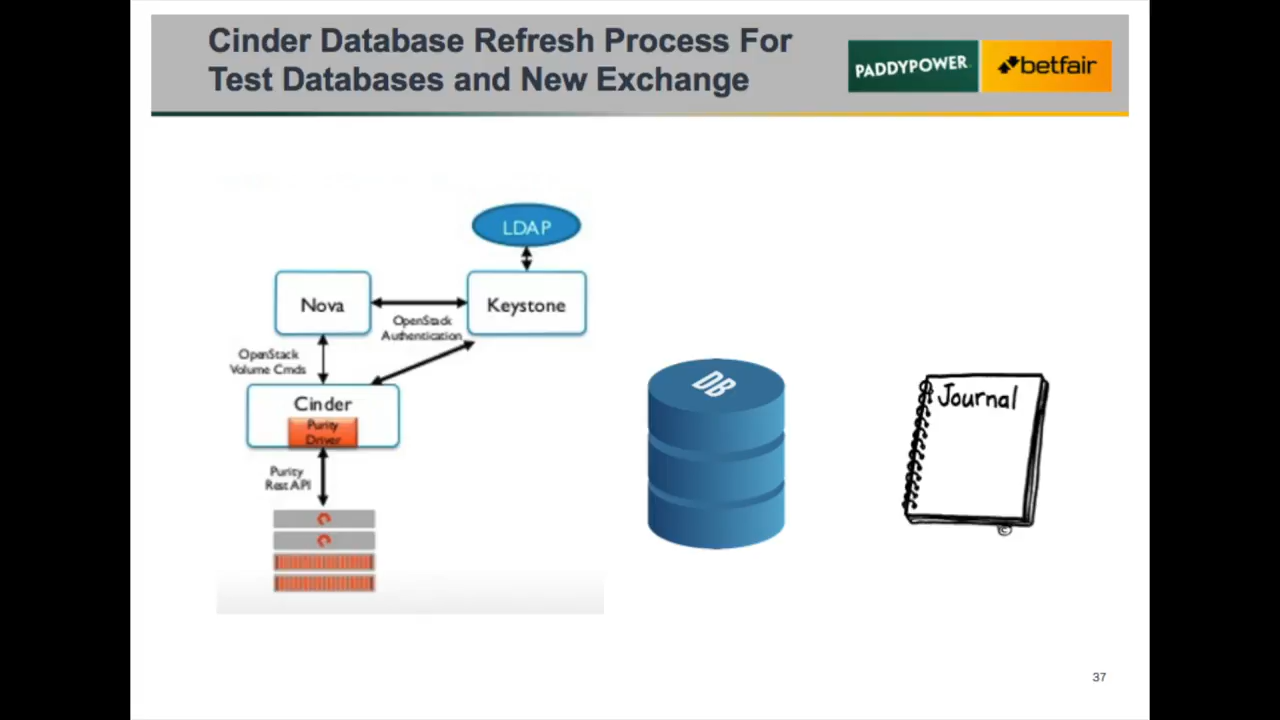 Cinder Database Refresh Process For
Test Databases and New Exchange
PADDYPOWER.
betfair
LDAP
Nova
Keystone
OpenStack
Authentication
OpenStack
Volume Cmds
Cinder
Purity
Driver
Purity
Rest API
DB
Journal
37